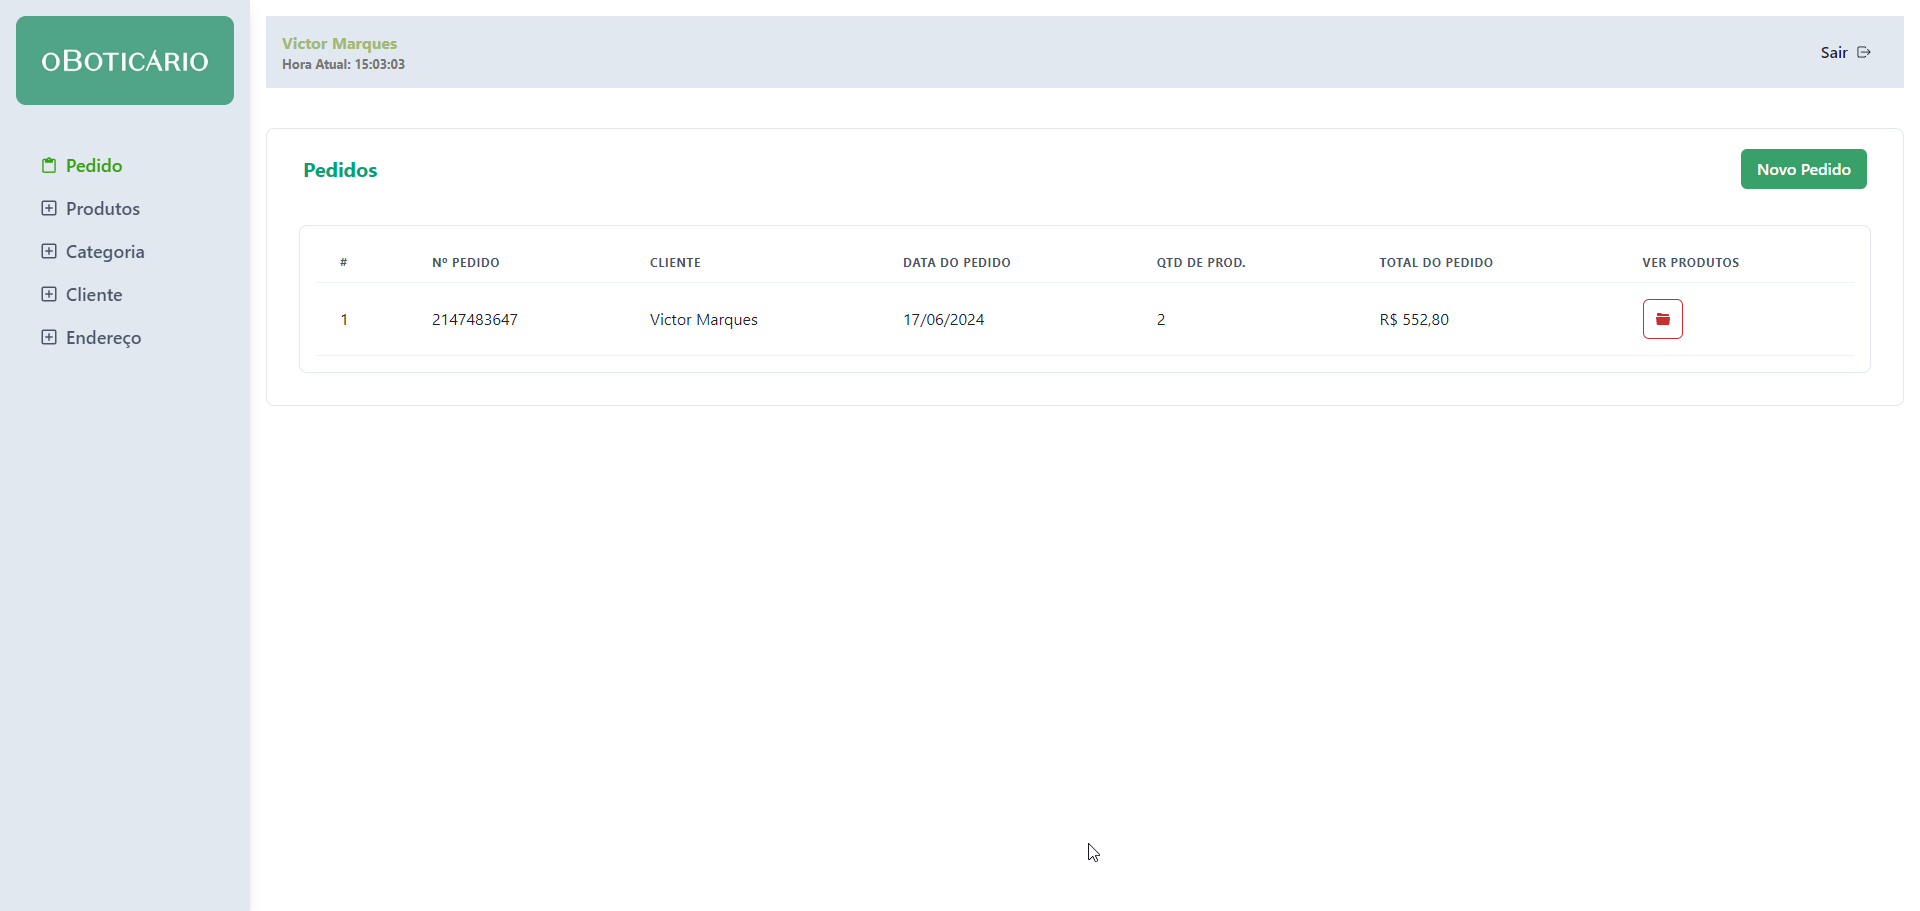 oBoticário
Pedido
Produtos
Categoria
Cliente
Endereço
Victor Marques
Hora Atual: 15:03:03
Sair
Pedidos
Novo Pedido
# Nº PEDIDO CLIENTE DATA DO PEDIDO QTD DE PROD. TOTAL DO PEDIDO VER PRODUTOS
1 2147483647 Victor Marques 17/06/2024 2 R$ 552,80